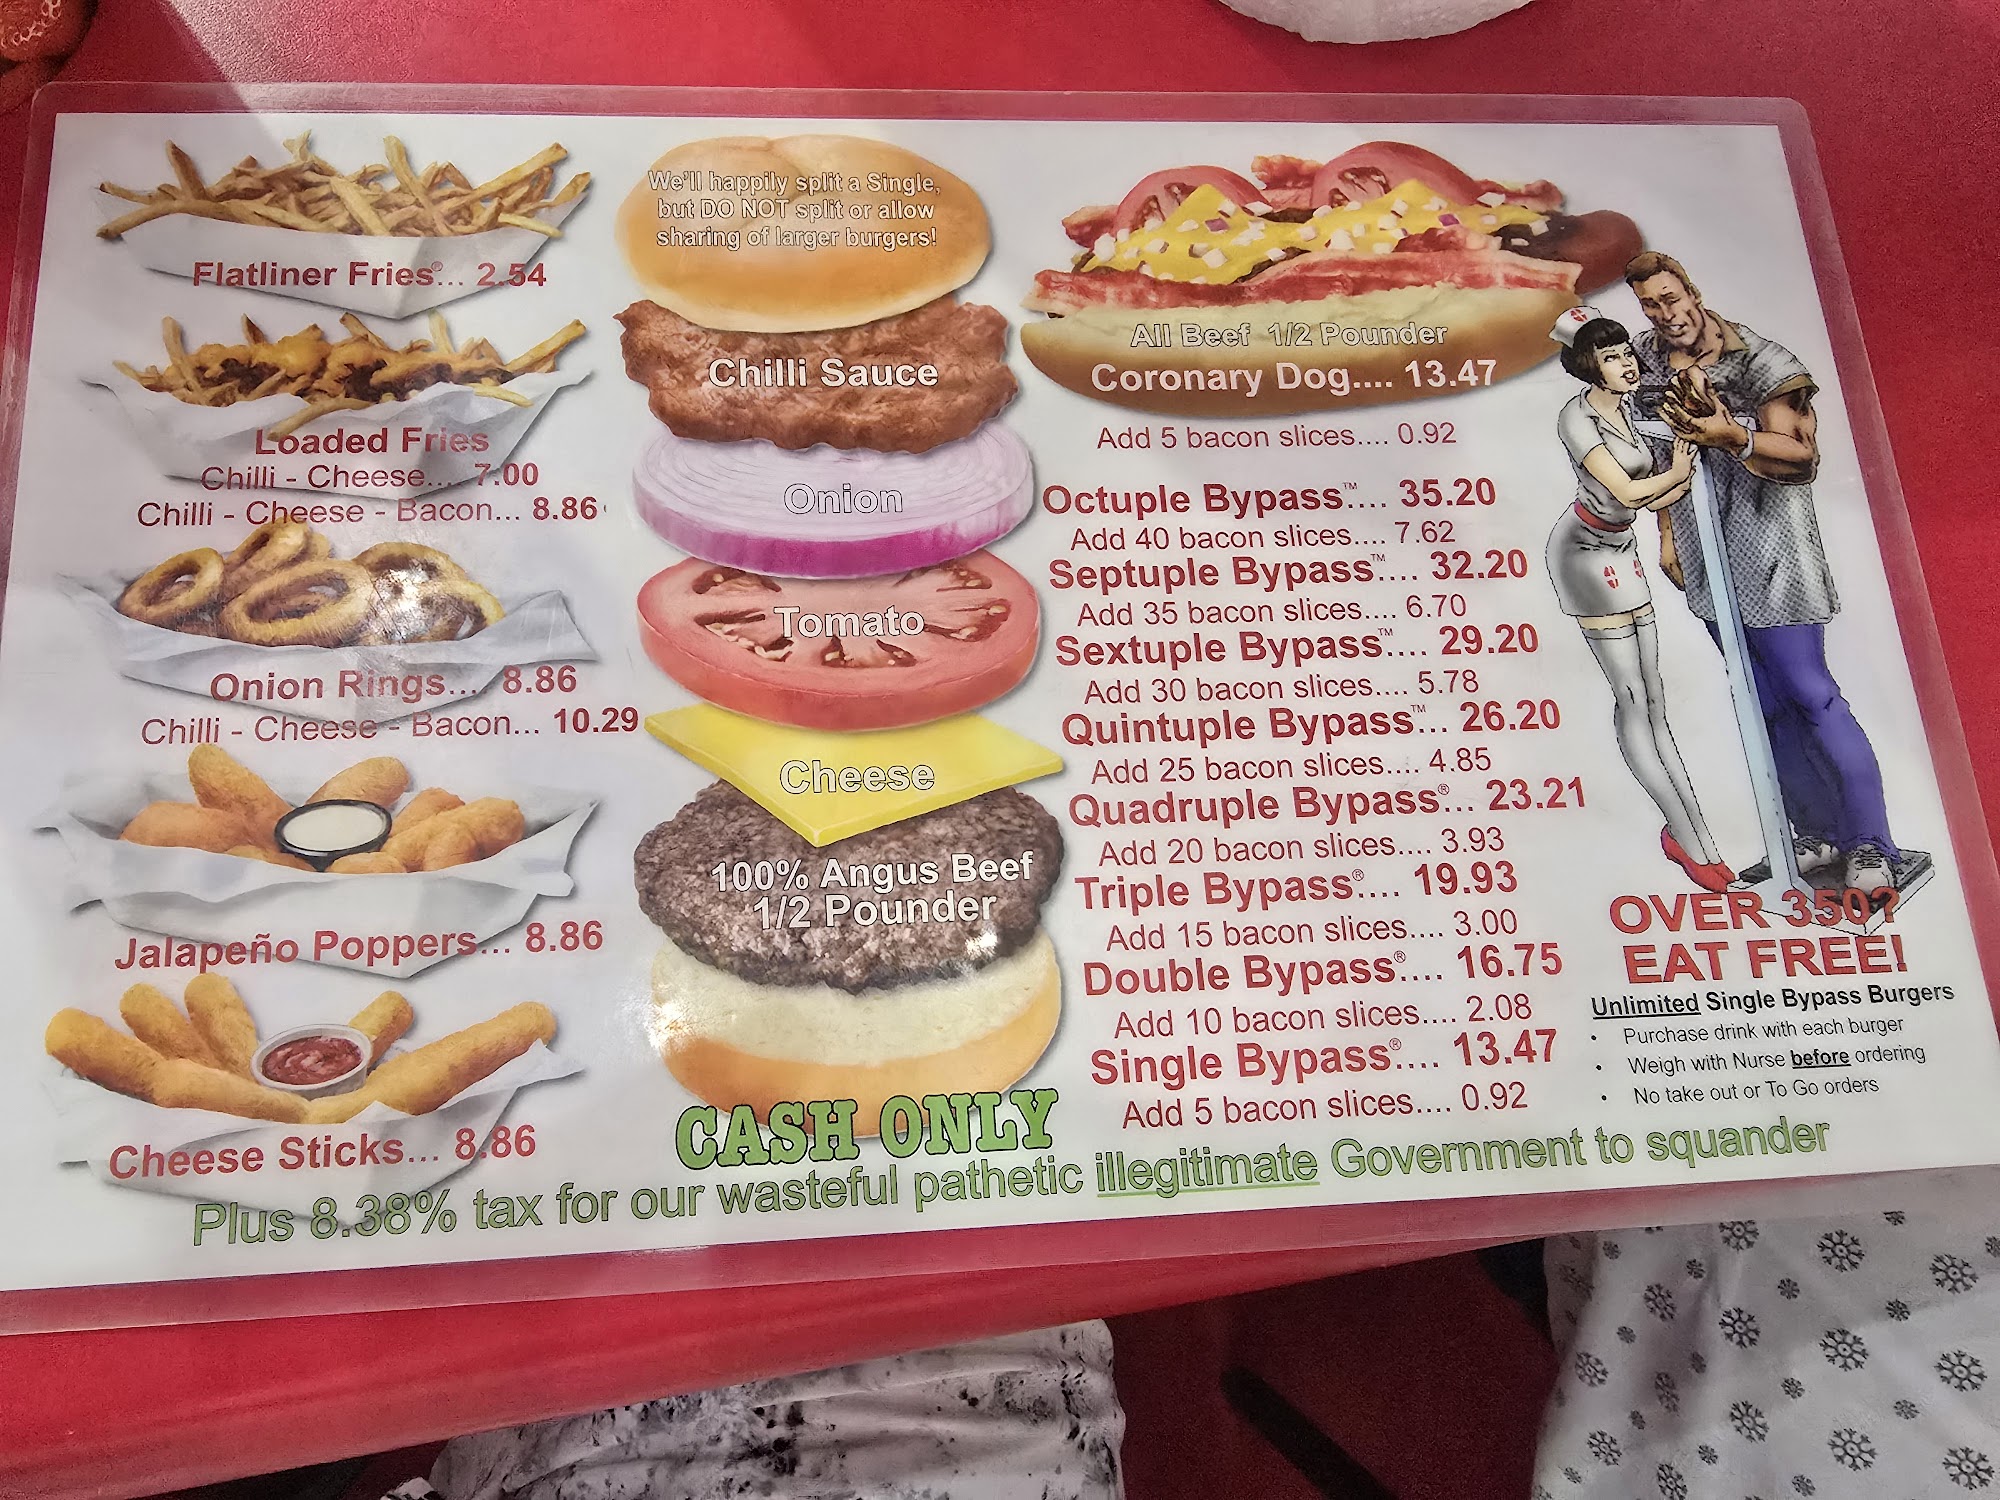 Flatliner Fries®... 2.54
Loaded Fries
Chilli - Cheese.... 7.00
Chilli - Cheese - Bacon... 8.86
Onion Rings.... 8.86
Chilli - Cheese - Bacon... 10.29
Jalapeño Poppers... 8.86
Cheese Sticks... 8.86
We'll happily split a Single,
but DO NOT split or allow
sharing of larger burgers!
Chilli Sauce
Onion
Tomato
Cheese
100% Angus Beef
1/2 Pounder
All Beef 1/2 Pounder
Coronary Dog.... 13.47
Add 5 bacon slices.... 0.92
Octuple Bypass™.... 35.20
Add 40 bacon slices.... 7.62
Septuple Bypass™.... 32.20
Add 35 bacon slices.... 6.70
Sextuple Bypass™.... 29.20
Add 30 bacon slices.... 5.78
Quintuple Bypass™... 26.20
Add 25 bacon slices.... 4.85
Quadruple Bypass®... 23.21
Add 20 bacon slices.... 3.93
Triple Bypass®.... 19.93
Add 15 bacon slices.... 3.00
Double Bypass®.... 16.75
Add 10 bacon slices.... 2.08
Single Bypass®.... 13.47
Add 5 bacon slices.... 0.92
OVER 350?
EAT FREE!
Unlimited Single Bypass Burgers
• Purchase drink with each burger
• Weigh with Nurse before ordering
• No take out or To Go orders
CASH ONLY
Plus 8.38% tax for our wasteful pathetic illegitimate Government to squander